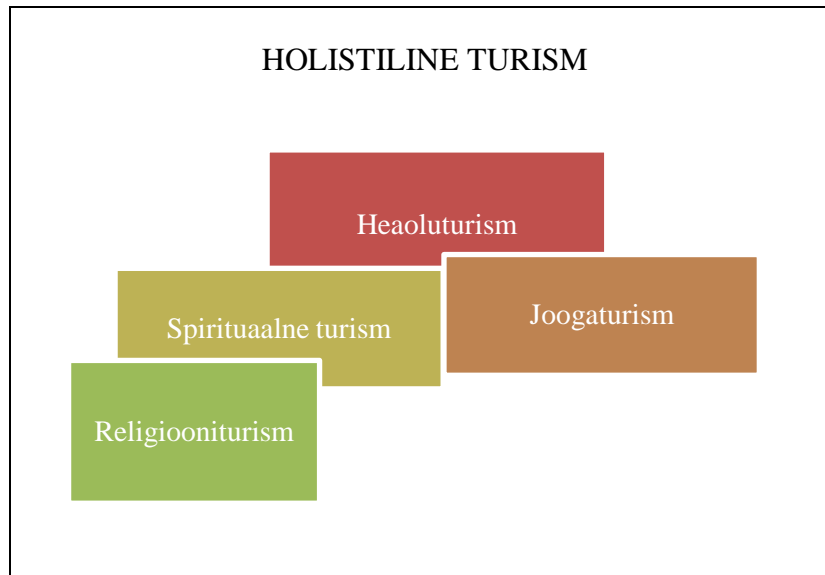 HOLISTILINE TURISM
Heaoluturism
Joogaturism
Spirituaalne turism
Religiooniturism